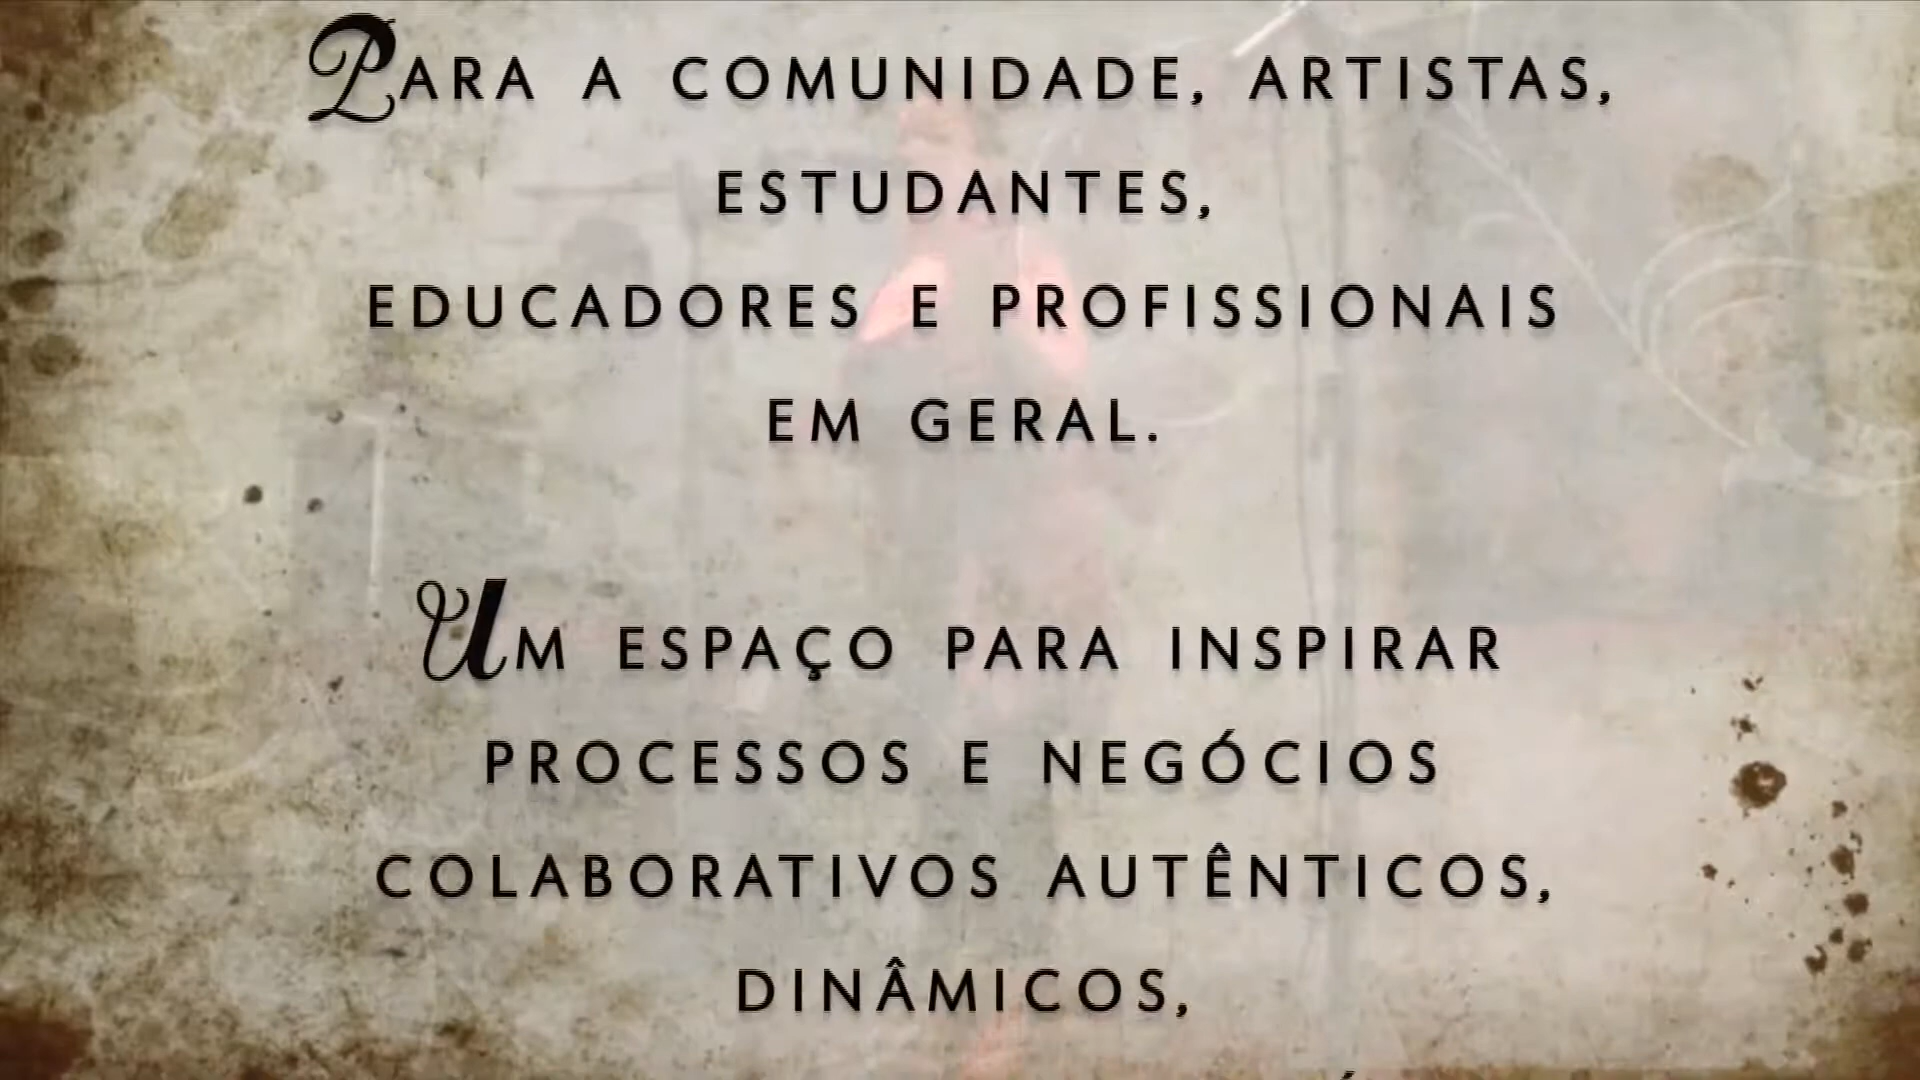 PARA A COMUNIDADE, ARTISTAS,
ESTUDANTES,
EDUCADORES E PROFISSIONAIS
EM GERAL.
UM ESPAÇO PARA INSPIRAR
PROCESSOS E NEGÓCIOS
COLABORATIVOS AUTÊNTICOS,
DINÂMICOS,